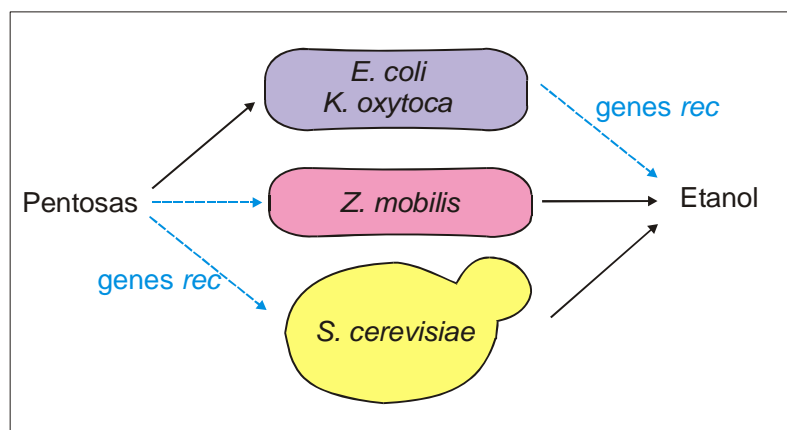 E. coli
K. oxytoca
genes rec
Pentosas
Z. mobilis
Etanol
genes rec
S. cerevisiae